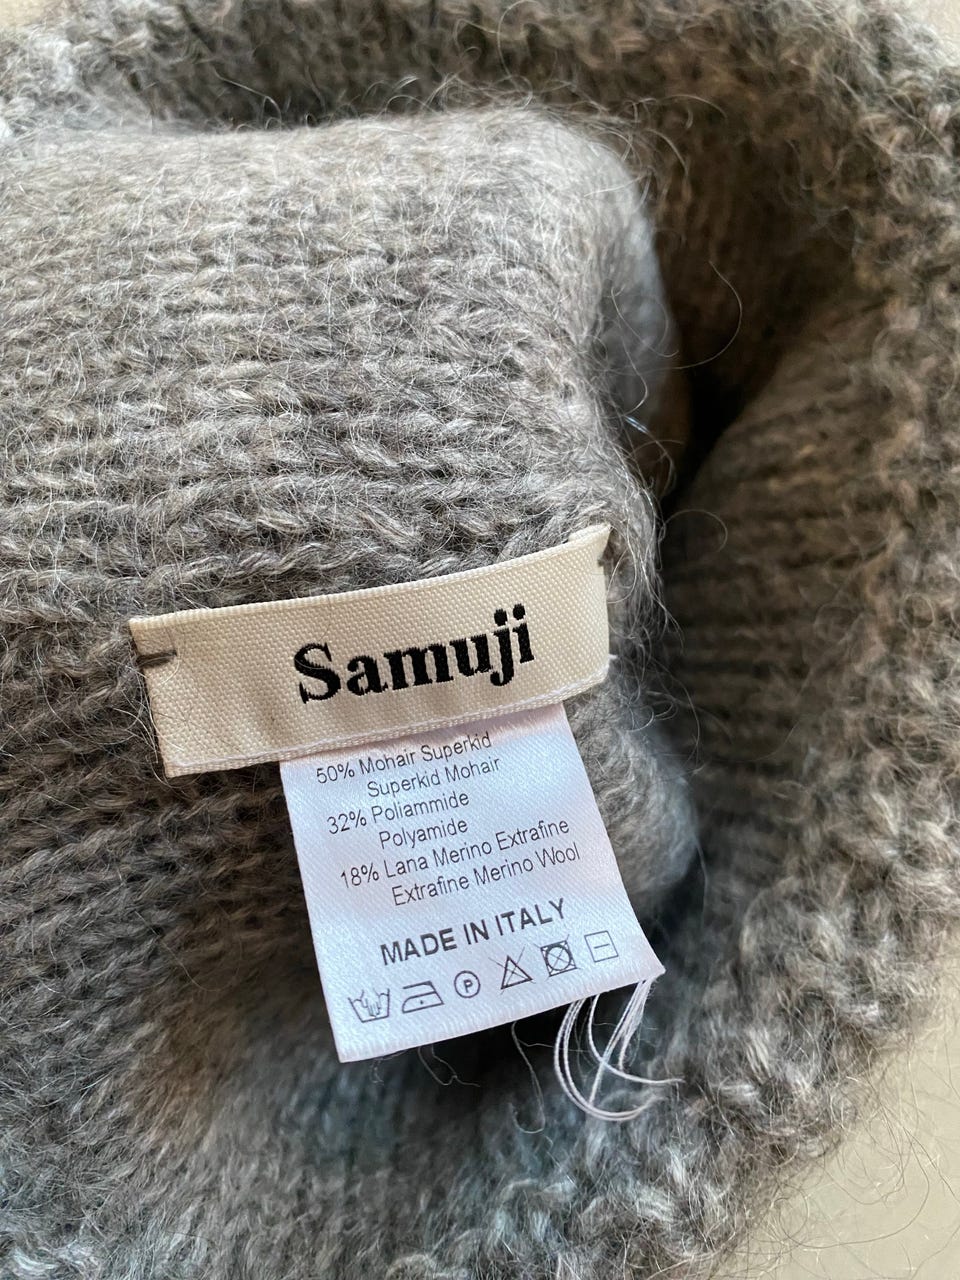 Samuji
50% Mohair Superkid
Superkid Mohair
32% Poliammide
Polyamide
18% Lana Merino Extrafine
Extrafine Merino Wool
MADE IN ITALY
P